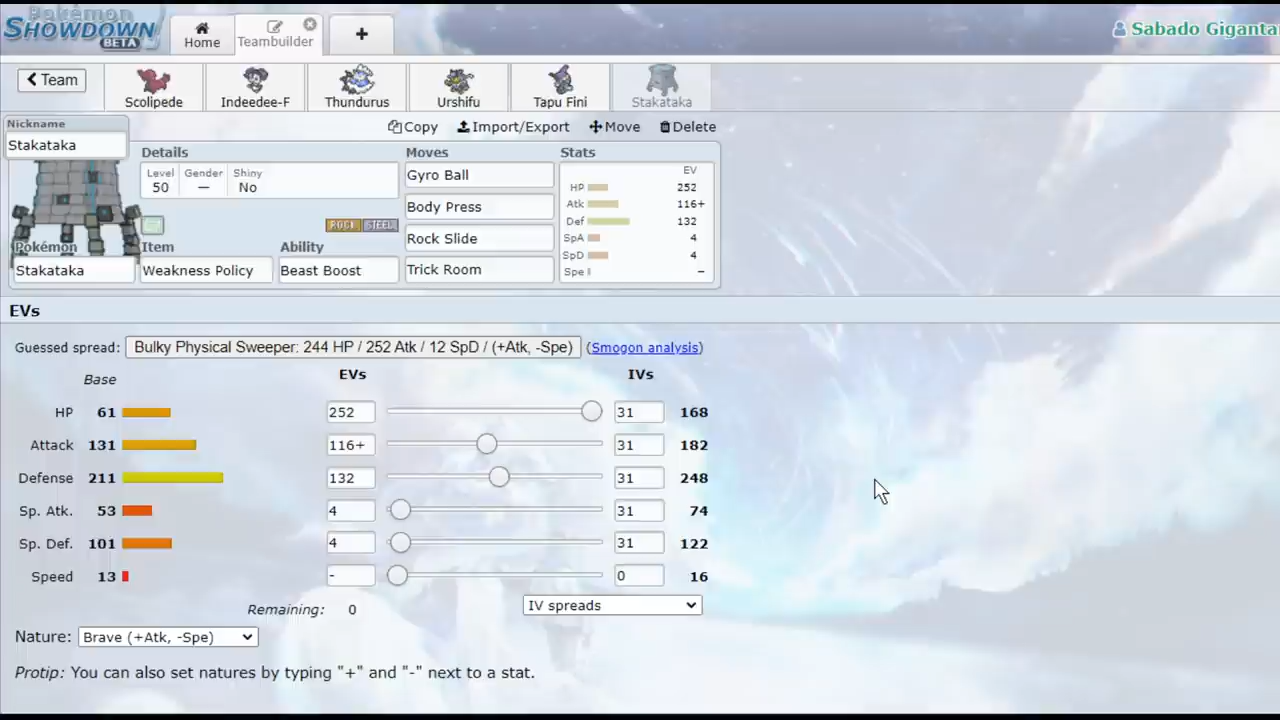 Pokémon
SHOWDOWN
BETA
Home
Teambuilder
+
Sabado Giganta
Team
Scolipede
Indeedee-F
Thundurus
Urshifu
Tapu Fini
Stakataka
Nickname
Stakataka
Copy
Import/Export
Move
Delete
Details
Level
Gender
Shiny
50
—
No
ROCK
STEEL
Pokémon
Item
Ability
Stakataka
Weakness Policy
Beast Boost
Moves
Gyro Ball
Body Press
Rock Slide
Trick Room
Stats
EV
HP 252
Atk 116+
Def 132
SpA 4
SpD 4
Spe –
EVs
Guessed spread: Bulky Physical Sweeper: 244 HP / 252 Atk / 12 SpD / (+Atk, -Spe) (Smogon analysis)
Base EVs IVs
HP 61 252 31 168
Attack 131 116+ 31 182
Defense 211 132 31 248
Sp. Atk. 53 4 31 74
Sp. Def. 101 4 31 122
Speed 13 - 0 16
Remaining: 0
IV spreads
Nature: Brave (+Atk, -Spe)
Protip: You can also set natures by typing "+" and "-" next to a stat.